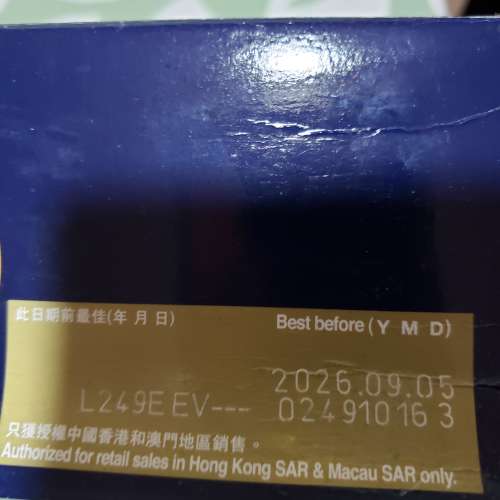 此日期前最佳(年 月 日) Best before (Y M D)
2026.09.05
L249E EV--- 024910163
只獲授權中國香港和澳門地區銷售。
Authorized for retail sales in Hong Kong SAR & Macau SAR only.